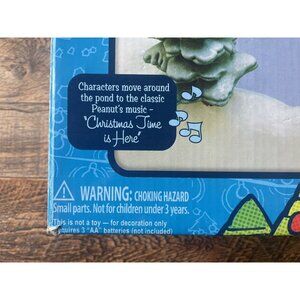 Characters move around
the pond to the classic
Peanut's music -
"Christmas Time
is Here"
WARNING: CHOKING HAZARD
Small parts. Not for children under 3 years.
This is not a toy — for decoration only
quires 3 "AA" batteries (not included)